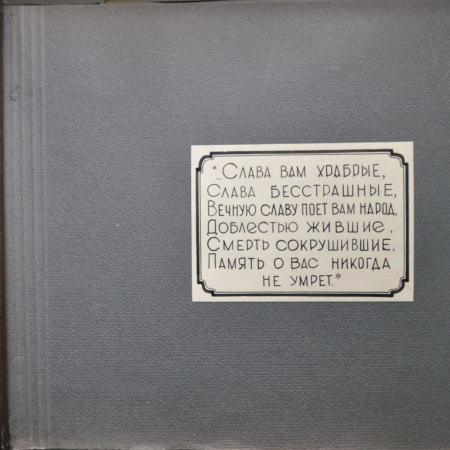 "Слава вам храбрые,
Слава бесстрашные,
Вечную славу поет вам народ,
Доблестью жившие,
Смерть сокрушившие,
Память о вас никогда
не умрет."